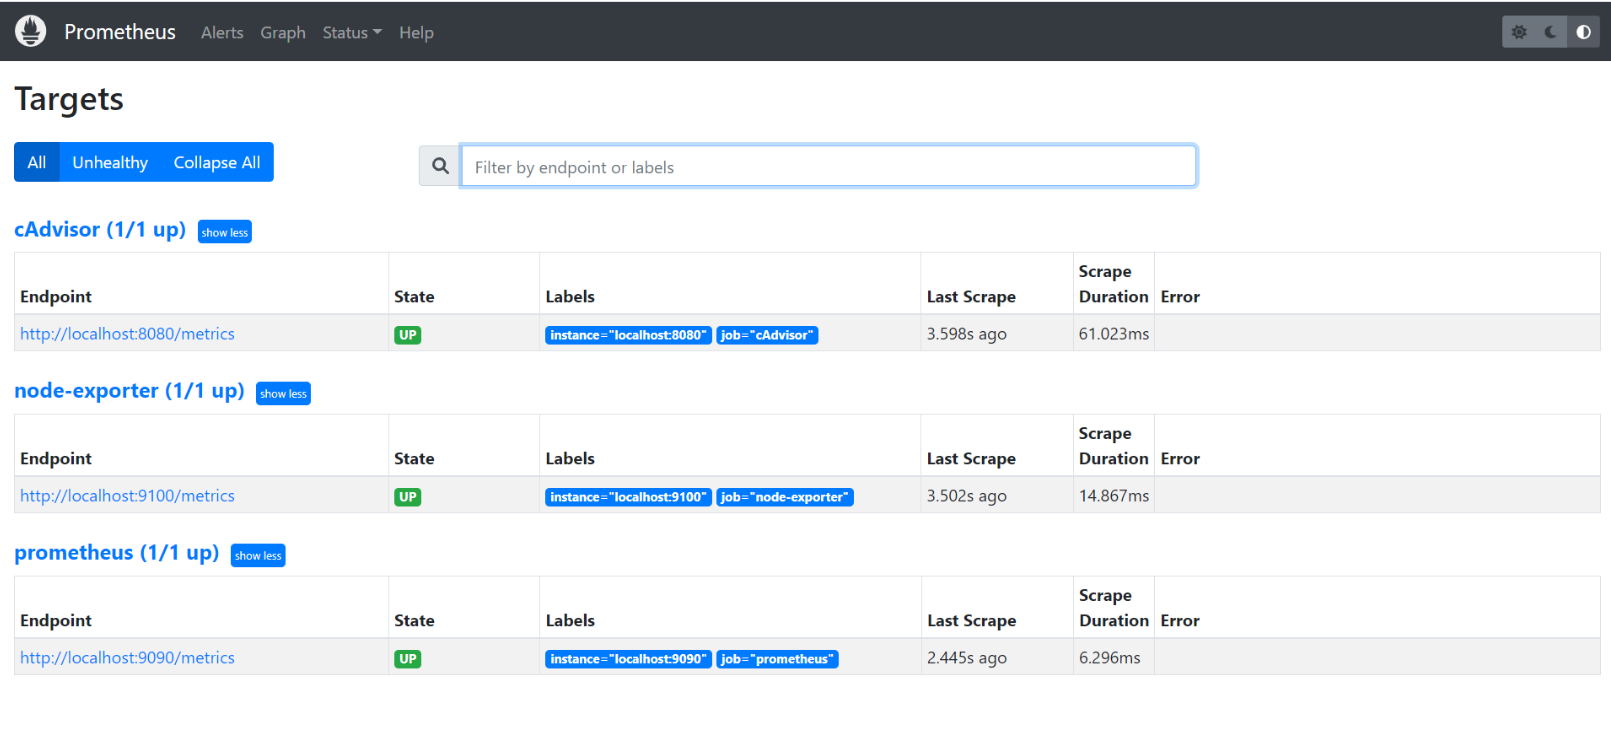 Prometheus Alerts Graph Status Help
Targets
All Unhealthy Collapse All Filter by endpoint or labels
cAdvisor (1/1 up) show less
Endpoint State Labels Last Scrape Scrape Duration Error
http://localhost:8080/metrics UP instance="localhost:8080" job="cAdvisor" 3.598s ago 61.023ms
node-exporter (1/1 up) show less
Endpoint State Labels Last Scrape Scrape Duration Error
http://localhost:9100/metrics UP instance="localhost:9100" job="node-exporter" 3.502s ago 14.867ms
prometheus (1/1 up) show less
Endpoint State Labels Last Scrape Scrape Duration Error
http://localhost:9090/metrics UP instance="localhost:9090" job="prometheus" 2.445s ago 6.296ms